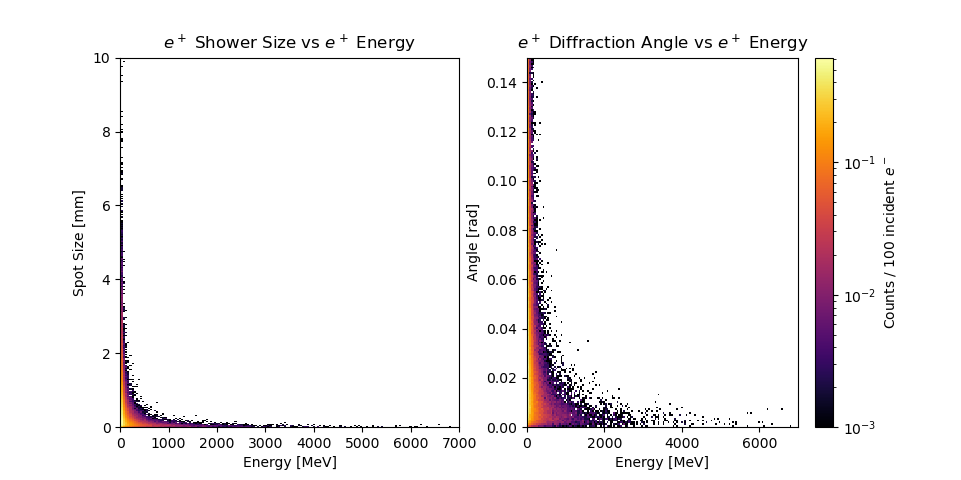 e⁺ Shower Size vs e⁺ Energy
10
8
6
4
2
0
Spot Size [mm]
0 1000 2000 3000 4000 5000 6000 7000
Energy [MeV]
e⁺ Diffraction Angle vs e⁺ Energy
0.14
0.12
0.10
0.08
0.06
0.04
0.02
0.00
Angle [rad]
0 2000 4000 6000
Energy [MeV]
10⁻¹
10⁻²
10⁻³
Counts / 100 incident e⁻